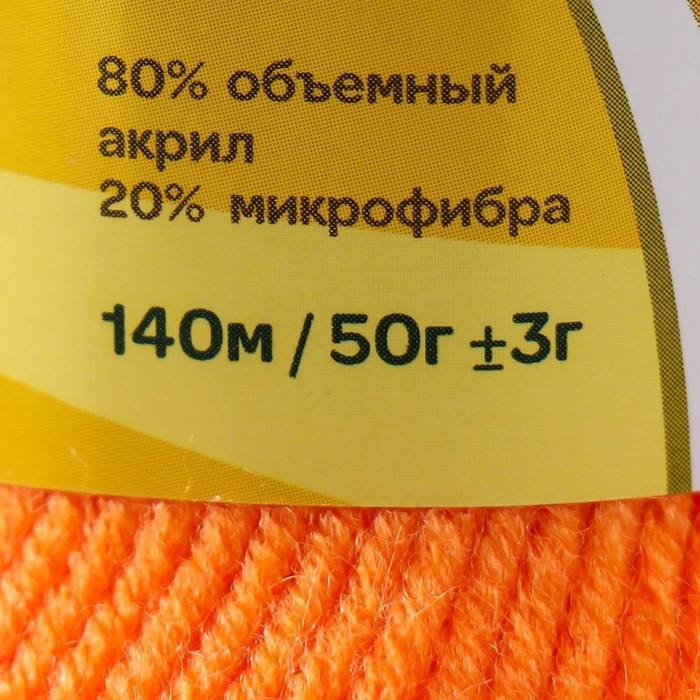 80% объемный
акрил
20% микрофибра
140м / 50г ±3г